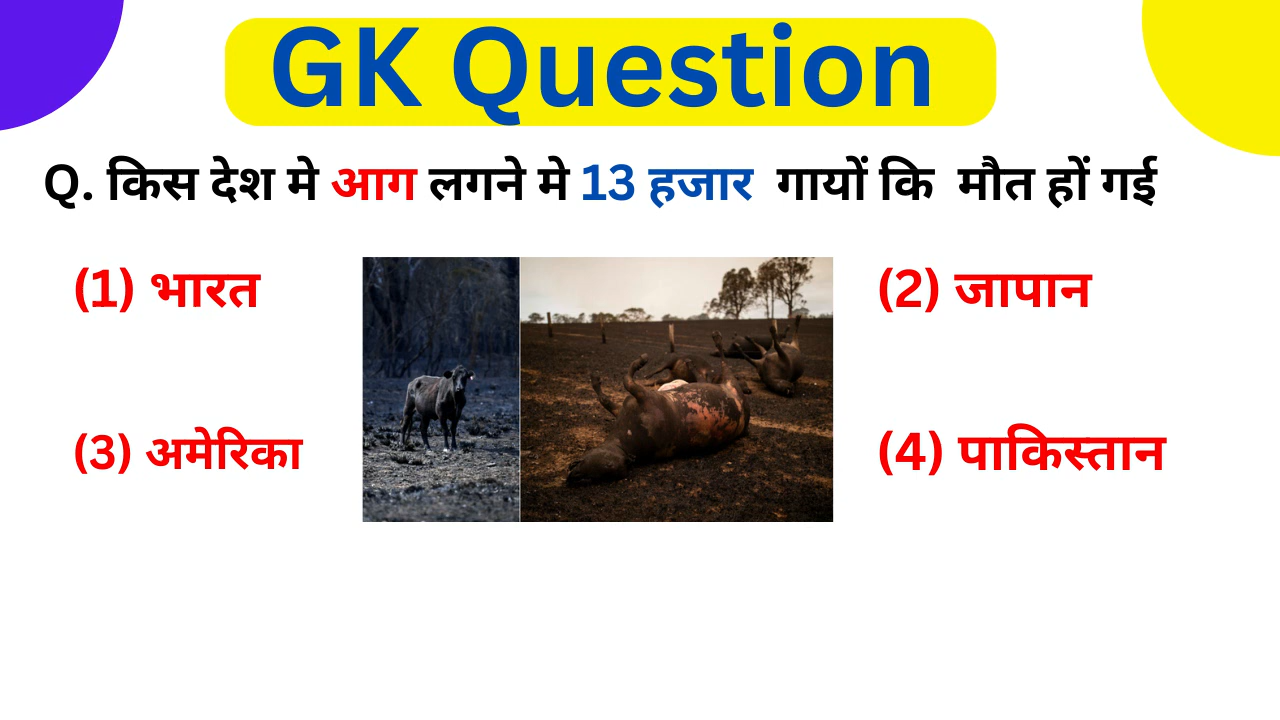 GK Question
Q. किस देश मे आग लगने मे 13 हजार गायों कि मौत हों गई
(1) भारत
(2) जापान
(3) अमेरिका
(4) पाकिस्तान